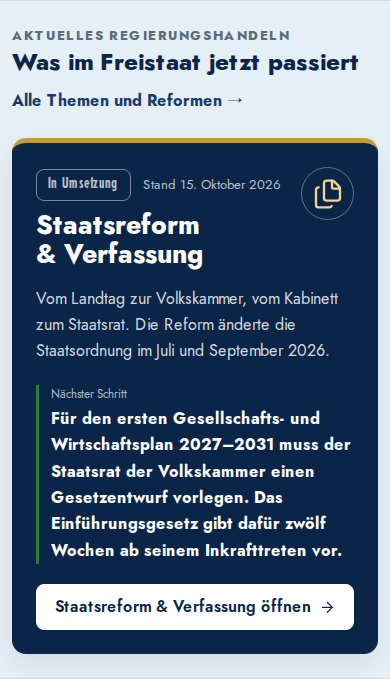 AKTUELLES REGIERUNGSHANDELN
Was im Freistaat jetzt passiert
Alle Themen und Reformen →
In Umsetzung
Stand 15. Oktober 2026
Staatsreform
& Verfassung
Vom Landtag zur Volkskammer, vom Kabinett
zum Staatsrat. Die Reform änderte die
Staatsordnung im Juli und September 2026.
Nächster Schritt
Für den ersten Gesellschafts- und
Wirtschaftsplan 2027–2031 muss der
Staatsrat der Volkskammer einen
Gesetzentwurf vorlegen. Das
Einführungsgesetz gibt dafür zwölf
Wochen ab seinem Inkrafttreten vor.
Staatsreform & Verfassung öffnen →